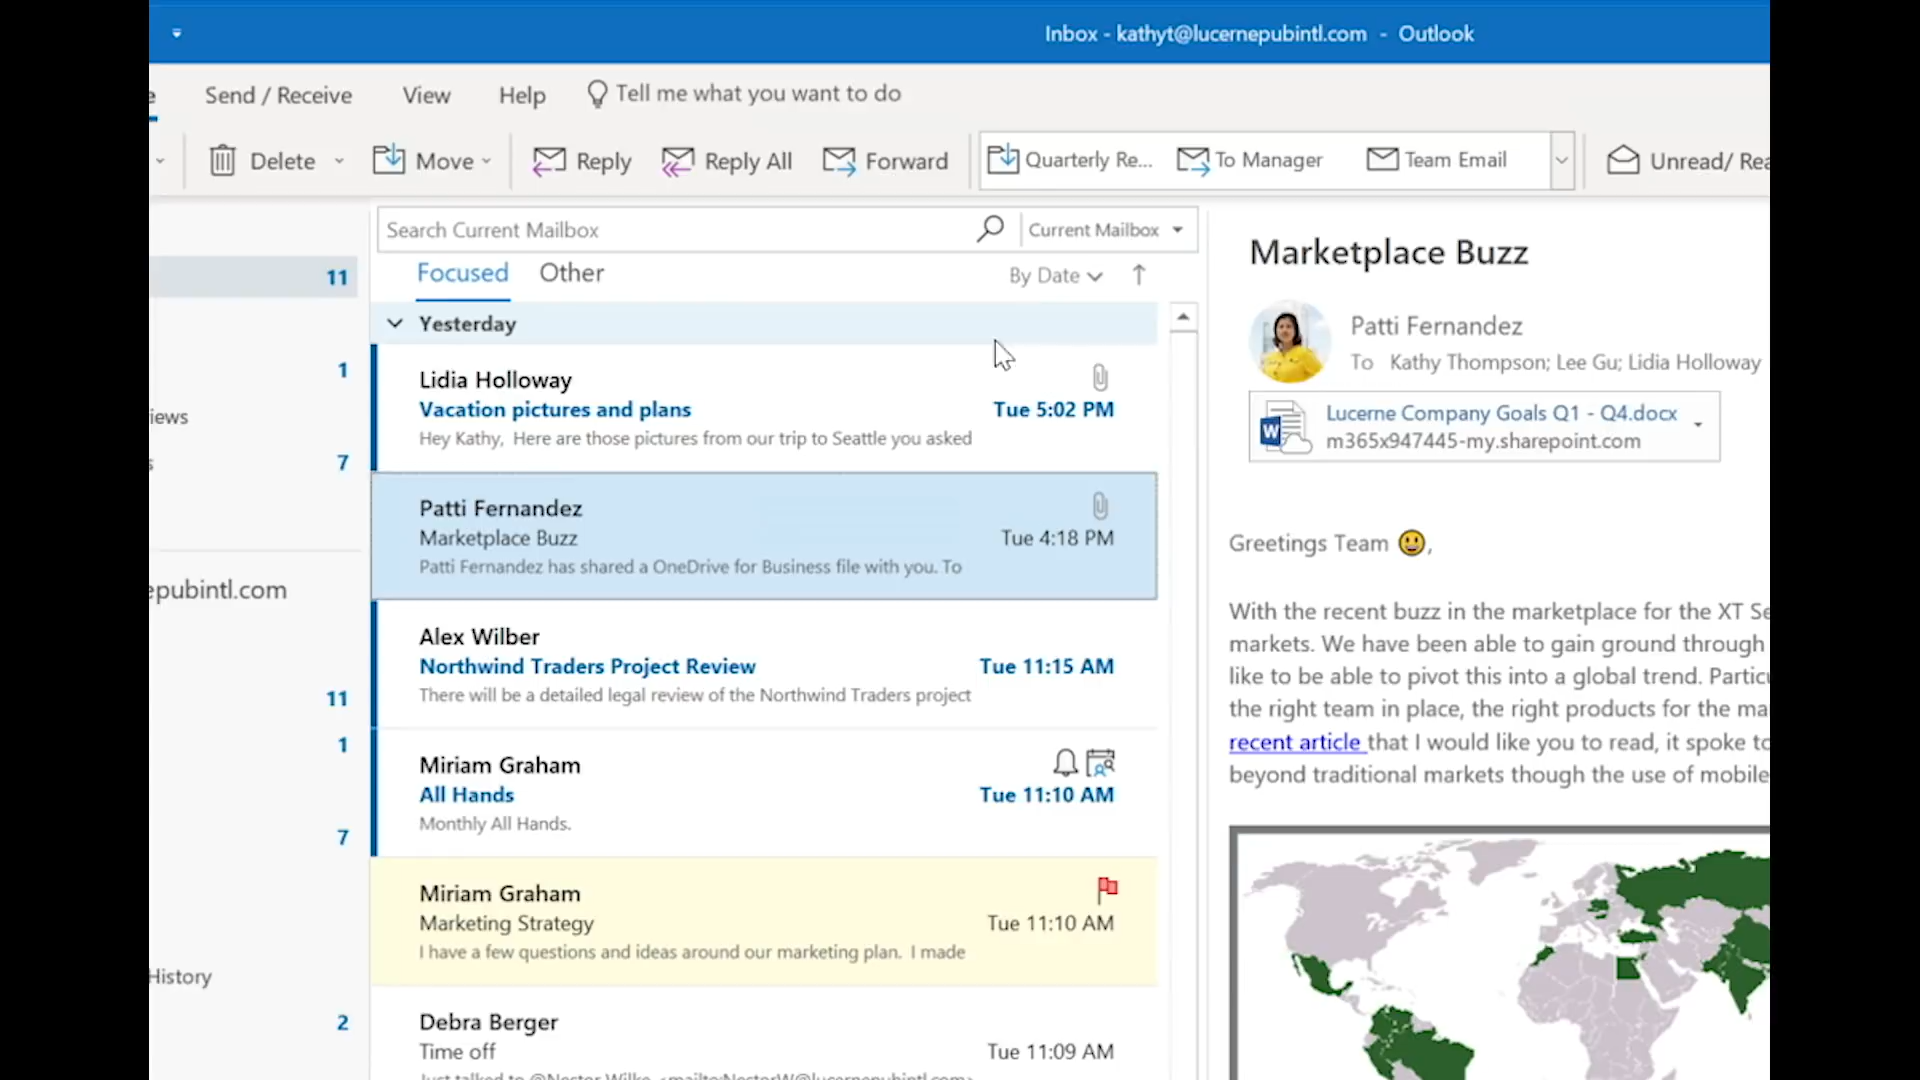 Inbox - kathyt@lucernepubintl.com - Outlook
Send / Receive View Help Tell me what you want to do
Delete Move Reply Reply All Forward Quarterly Re... To Manager Team Email Unread/ Rea
Search Current Mailbox Current Mailbox
Focused Other By Date
11
Yesterday
1
iews
7
epubintl.com
11
1
7
History
2
Lidia Holloway
Vacation pictures and plans Tue 5:02 PM
Hey Kathy, Here are those pictures from our trip to Seattle you asked
Patti Fernandez
Marketplace Buzz Tue 4:18 PM
Patti Fernandez has shared a OneDrive for Business file with you. To
Alex Wilber
Northwind Traders Project Review Tue 11:15 AM
There will be a detailed legal review of the Northwind Traders project
Miriam Graham
All Hands Tue 11:10 AM
Monthly All Hands.
Miriam Graham
Marketing Strategy Tue 11:10 AM
I have a few questions and ideas around our marketing plan. I made
Debra Berger
Time off Tue 11:09 AM
Just talked to @Nestor Wilke <mailto:NestorW@lucernepubintl.com>
Marketplace Buzz
Patti Fernandez
To Kathy Thompson; Lee Gu; Lidia Holloway
Lucerne Company Goals Q1 - Q4.docx
m365x947445-my.sharepoint.com
Greetings Team 😃,
With the recent buzz in the marketplace for the XT Se
markets. We have been able to gain ground through
like to be able to pivot this into a global trend. Particu
the right team in place, the right products for the ma
recent article that I would like you to read, it spoke to
beyond traditional markets though the use of mobile